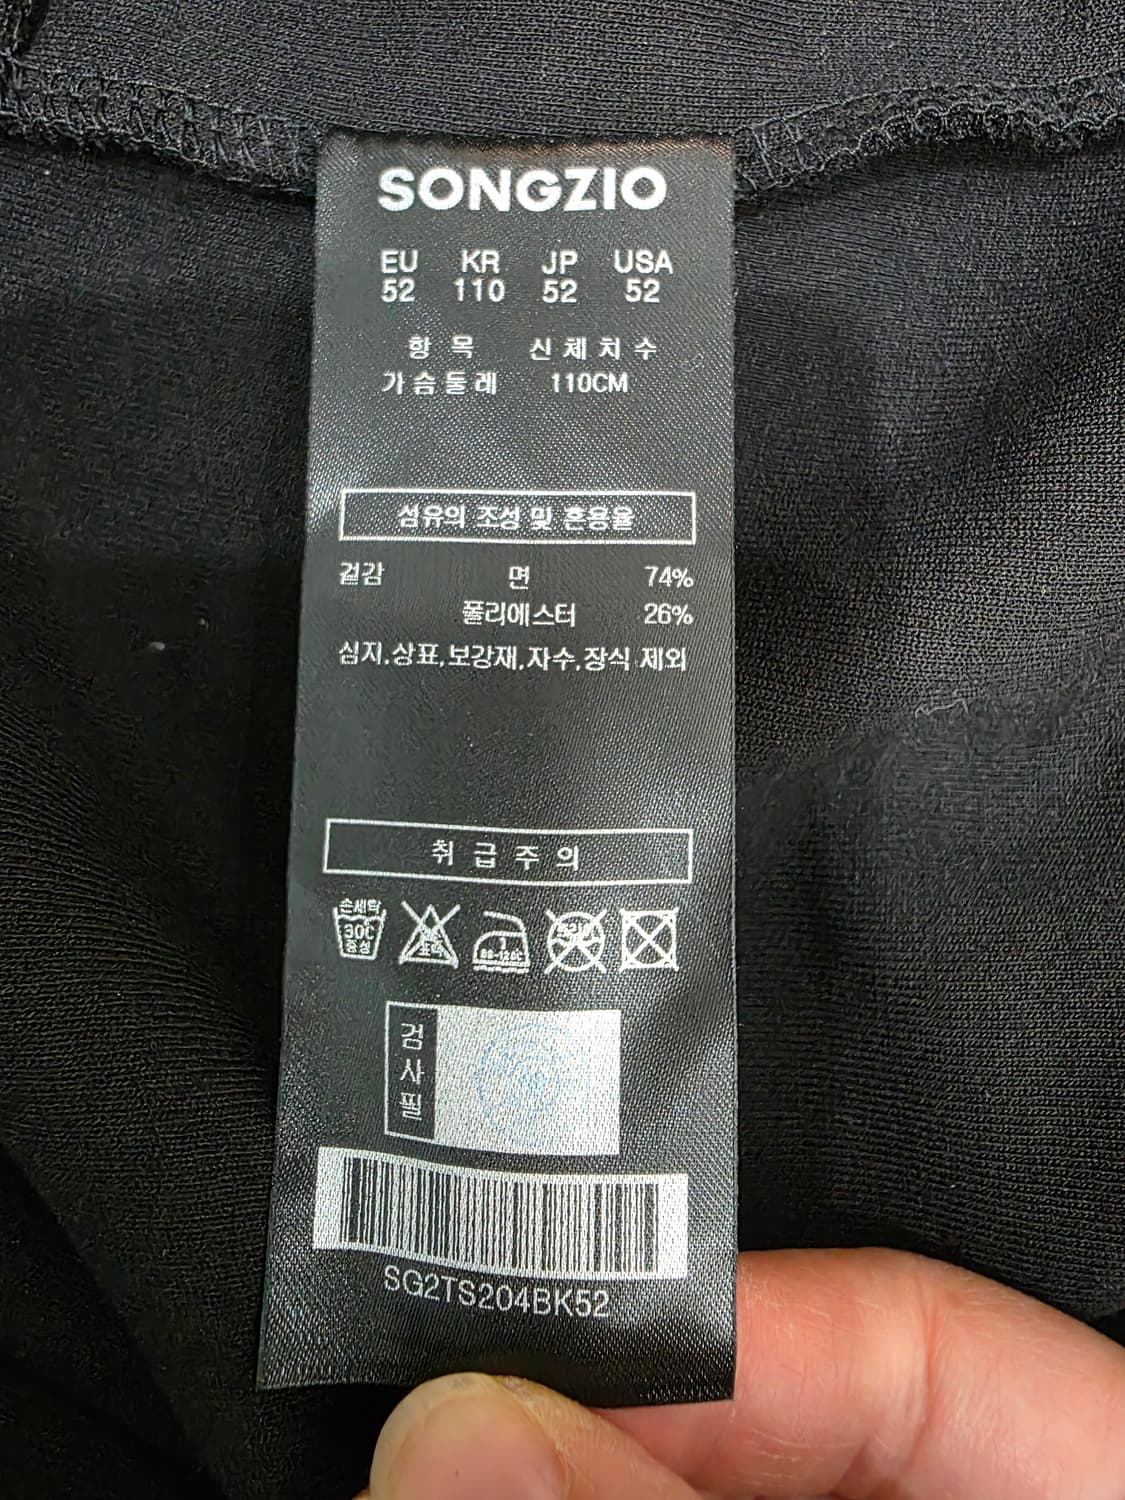 SONGZIO
EU KR JP USA
52 110 52 52
항 목 신 체 치 수
가 슴 둘 레 110CM
섬유의 조성 및 혼용율
겉감 면 74%
폴리에스터 26%
심지,상표,보강재,자수,장식 제외
취 급 주 의
손세탁
30C
중성
검
사
필
SG2TS204BK52